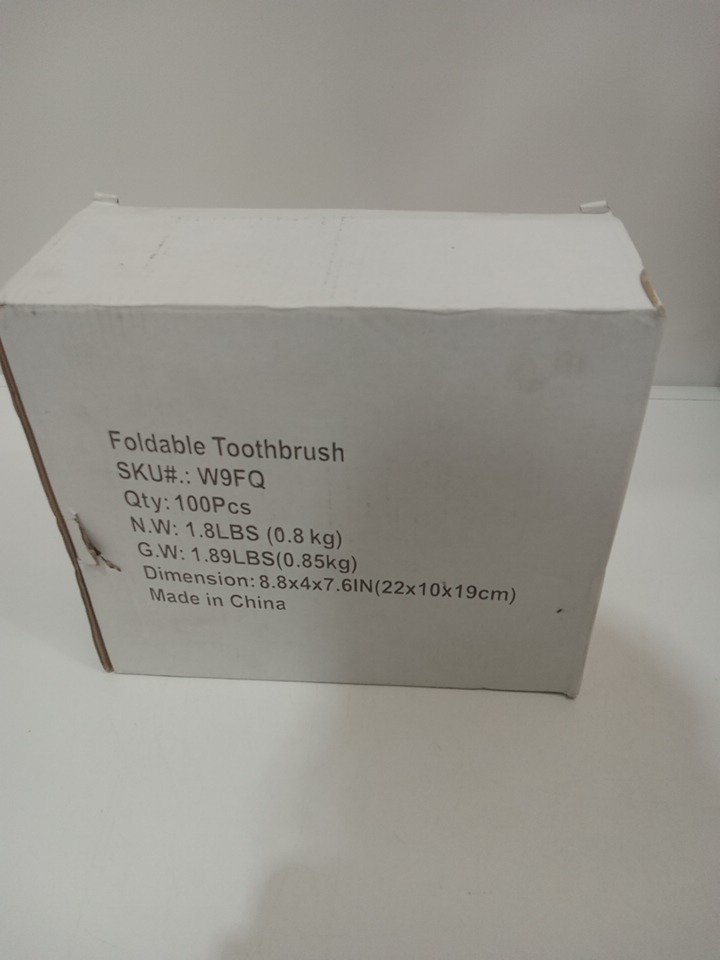 Foldable Toothbrush
SKU#.: W9FQ
Qty: 100Pcs
N.W: 1.8LBS (0.8 kg)
G.W: 1.89LBS(0.85kg)
Dimension: 8.8x4x7.6IN(22x10x19cm)
Made in China